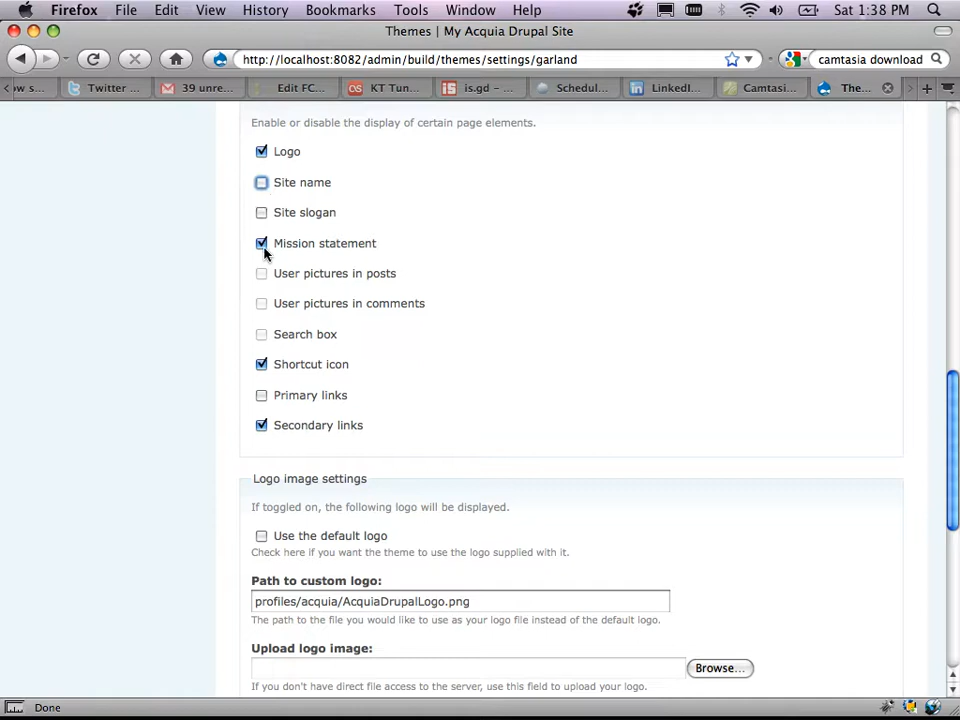 Firefox File Edit View History Bookmarks Tools Window Help Sat 1:38 PM
Themes | My Acquia Drupal Site
http://localhost:8082/admin/build/themes/settings/garland
camtasia download
ow s... Twitter ... 39 unre... Edit FC... KT Tun... is.gd – ... Schedul... LinkedI... Camtasi... The...
Enable or disable the display of certain page elements.
Logo
Site name
Site slogan
Mission statement
User pictures in posts
User pictures in comments
Search box
Shortcut icon
Primary links
Secondary links
Logo image settings
If toggled on, the following logo will be displayed.
Use the default logo
Check here if you want the theme to use the logo supplied with it.
Path to custom logo:
profiles/acquia/AcquiaDrupalLogo.png
The path to the file you would like to use as your logo file instead of the default logo.
Upload logo image:
Browse...
If you don't have direct file access to the server, use this field to upload your logo.
Done